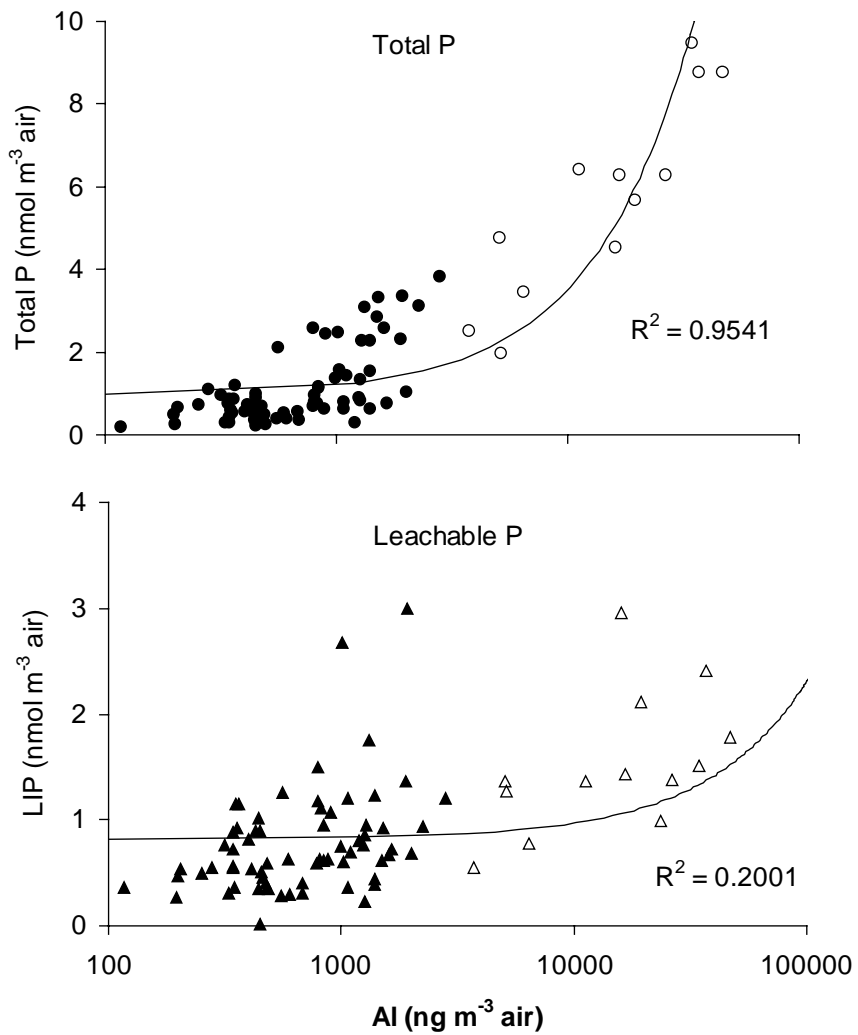 Total P
10
8
6
4
2
0
Total P (nmol m⁻³ air)
R² = 0.9541
Leachable P
4
3
2
1
0
LIP (nmol m⁻³ air)
R² = 0.2001
100 1000 10000 100000
Al (ng m⁻³ air)